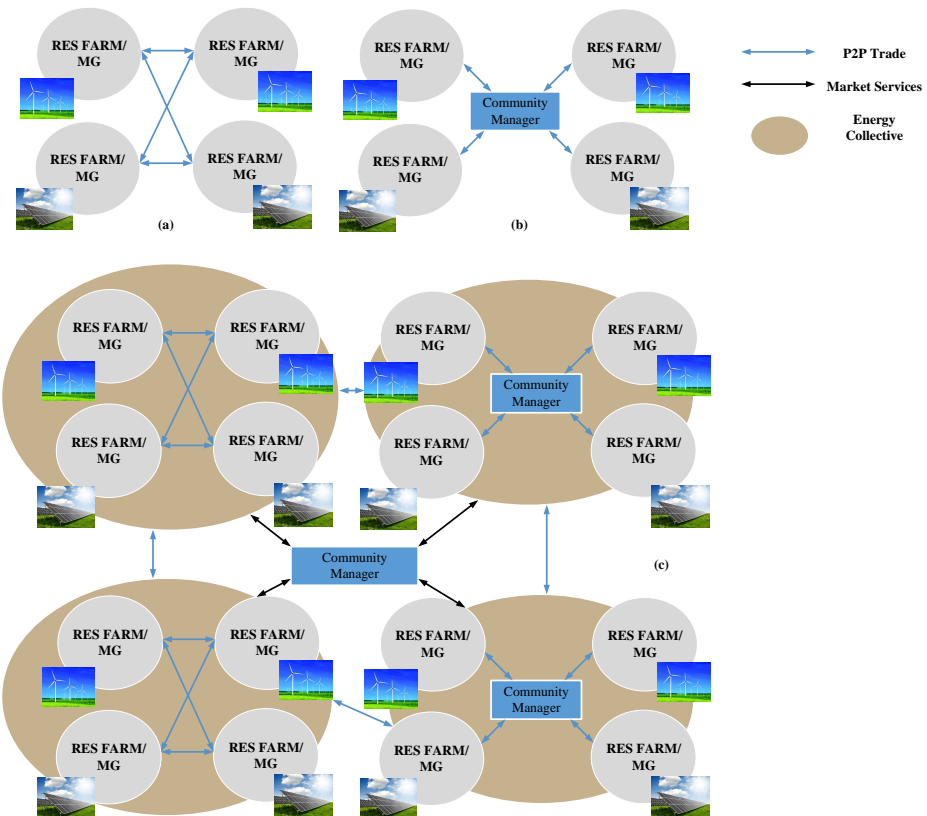 RES FARM/
MG
RES FARM/
MG
RES FARM/
MG
RES FARM/
MG
(a)
RES FARM/
MG
RES FARM/
MG
Community
Manager
RES FARM/
MG
RES FARM/
MG
(b)
P2P Trade
Market Services
Energy
Collective
RES FARM/
MG
RES FARM/
MG
RES FARM/
MG
RES FARM/
MG
RES FARM/
MG
RES FARM/
MG
Community
Manager
RES FARM/
MG
RES FARM/
MG
Community
Manager
(c)
RES FARM/
MG
RES FARM/
MG
RES FARM/
MG
RES FARM/
MG
RES FARM/
MG
RES FARM/
MG
Community
Manager
RES FARM/
MG
RES FARM/
MG